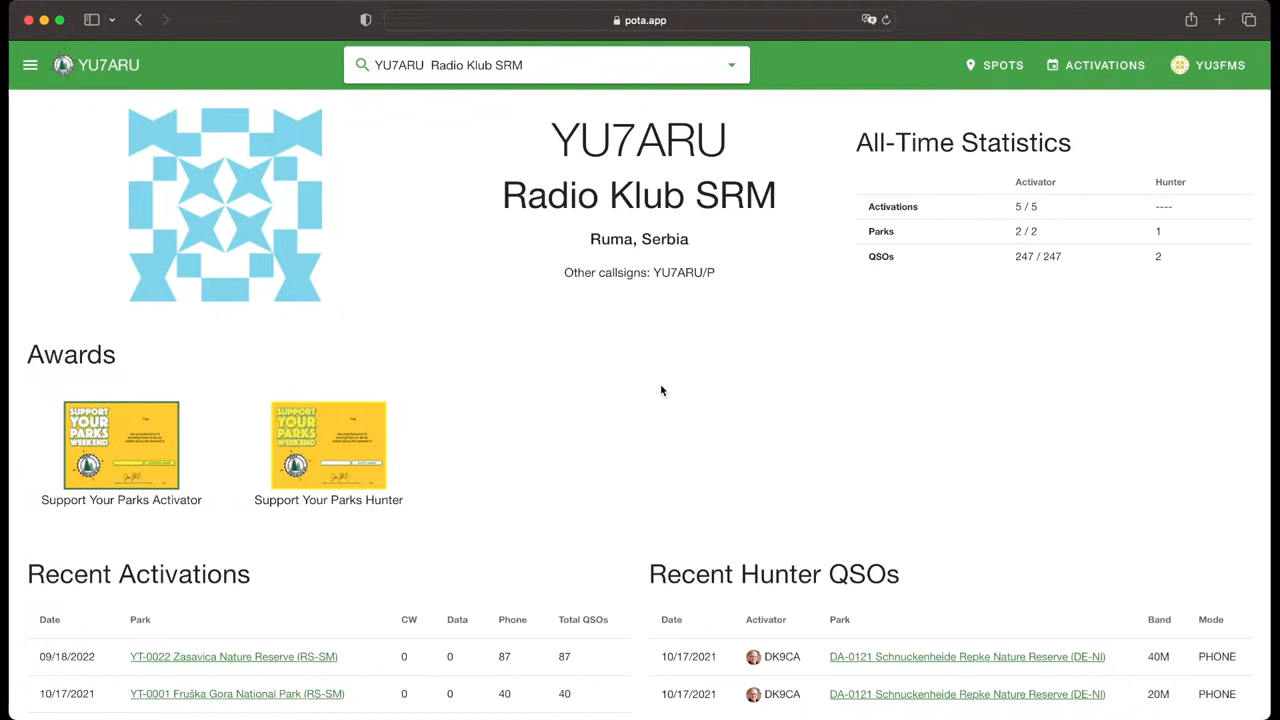 pota.app
YU7ARU
YU7ARU Radio Klub SRM
SPOTS
ACTIVATIONS
YU3FMS
YU7ARU
Radio Klub SRM
Ruma, Serbia
Other callsigns: YU7ARU/P
All-Time Statistics
Activator Hunter
Activations 5 / 5 ----
Parks 2 / 2 1
QSOs 247 / 247 2
Awards
SUPPORT
YOUR
PARKS
WEEKEND
Support Your Parks Activator
SUPPORT
YOUR
PARKS
WEEKEND
Support Your Parks Hunter
Recent Activations
Date Park CW Data Phone Total QSOs
09/18/2022 YT-0022 Zasavica Nature Reserve (RS-SM) 0 0 87 87
10/17/2021 YT-0001 Fruška Gora National Park (RS-SM) 0 0 40 40
Recent Hunter QSOs
Date Activator Park Band Mode
10/17/2021 DK9CA DA-0121 Schnuckenheide Repke Nature Reserve (DE-NI) 40M PHONE
10/17/2021 DK9CA DA-0121 Schnuckenheide Repke Nature Reserve (DE-NI) 20M PHONE